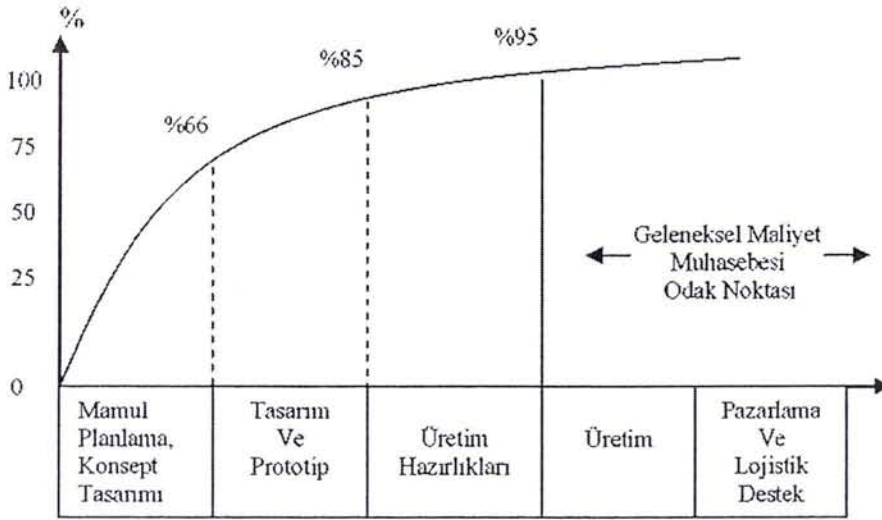 %
%95
%85
100
%66
75
50
Geleneksel Maliyet
Muhasebesi
Odak Noktası
25
0
Mamul
Planlama,
Konsept
Tasarımı
Tasarım
Ve
Prototip
Üretim
Hazırlıkları
Üretim
Pazarlama
Ve
Lojistik
Destek